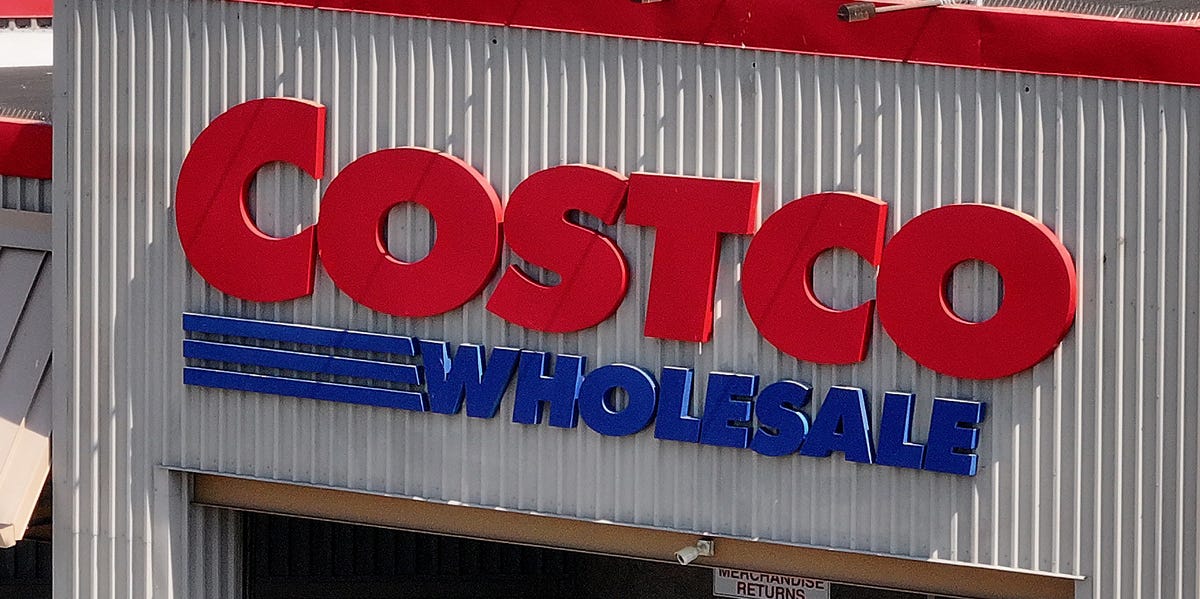 COSTCO
WHOLESALE
MERCHANDISE
RETURNS